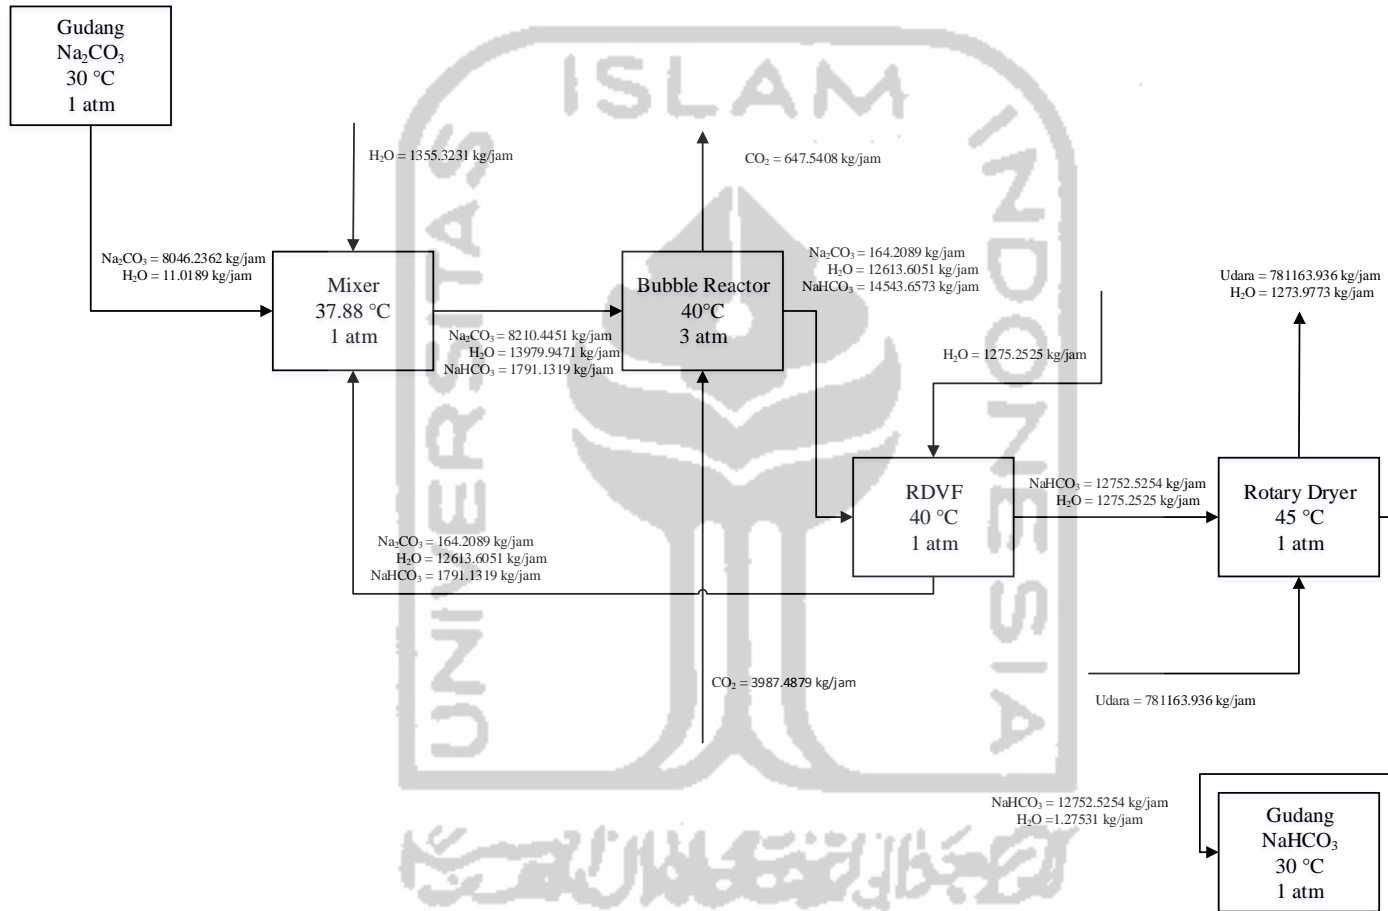 Gudang
Na₂CO₃
30 °C
1 atm
H₂O = 1355.3231 kg/jam
CO₂ = 647.5408 kg/jam
Na₂CO₃ = 8046.2362 kg/jam
H₂O = 11.0189 kg/jam
Mixer
37.88 °C
1 atm
Na₂CO₃ = 8210.4451 kg/jam
H₂O = 13979.9471 kg/jam
NaHCO₃ = 1791.1319 kg/jam
Bubble Reactor
40°C
3 atm
Na₂CO₃ = 164.2089 kg/jam
H₂O = 12613.6051 kg/jam
NaHCO₃ = 14543.6573 kg/jam
H₂O = 1275.2525 kg/jam
Udara = 781163.936 kg/jam
H₂O = 1273.9773 kg/jam
RDVF
40 °C
1 atm
NaHCO₃ = 12752.5254 kg/jam
H₂O = 1275.2525 kg/jam
Rotary Dryer
45 °C
1 atm
Na₂CO₃ = 164.2089 kg/jam
H₂O = 12613.6051 kg/jam
NaHCO₃ = 1791.1319 kg/jam
CO₂ = 3987.4879 kg/jam
Udara = 781163.936 kg/jam
NaHCO₃ = 12752.5254 kg/jam
H₂O =1.27531 kg/jam
Gudang
NaHCO₃
30 °C
1 atm
UNIVERSITAS
ISLAM
INDONESIA